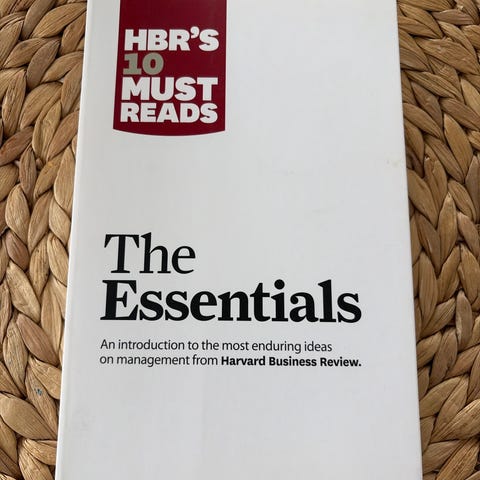 HBR'S
10
MUST
READS
The
Essentials
An introduction to the most enduring ideas
on management from Harvard Business Review.